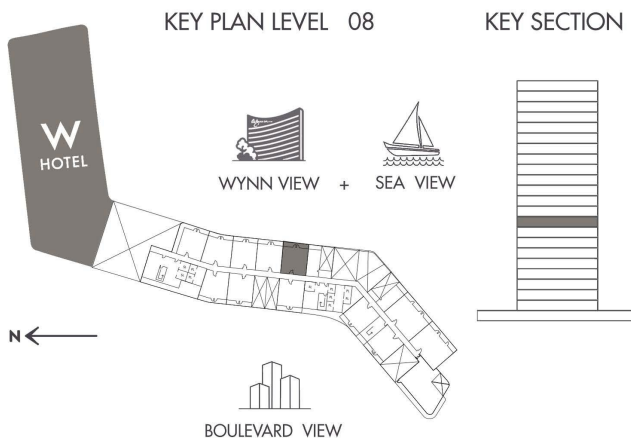 KEY PLAN LEVEL 08
KEY SECTION
W
HOTEL
WYNN VIEW + SEA VIEW
N
BOULEVARD VIEW